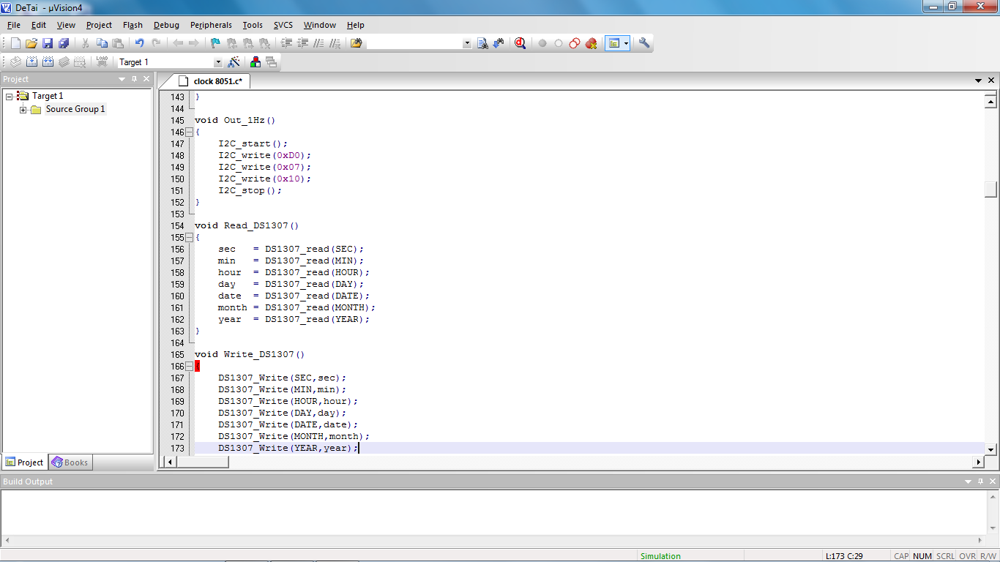 DeTai - µVision4
File Edit View Project Flash Debug Peripherals Tools SVCS Window Help
LOAD Target 1
Project
clock 8051.c*
Target 1
Source Group 1
143 }
144
145 void Out_1Hz()
146 {
147 I2C_start();
148 I2C_write(0xD0);
149 I2C_write(0x07);
150 I2C_write(0x10);
151 I2C_stop();
152 }
153
154 void Read_DS1307()
155 {
156 sec = DS1307_read(SEC);
157 min = DS1307_read(MIN);
158 hour = DS1307_read(HOUR);
159 day = DS1307_read(DAY);
160 date = DS1307_read(DATE);
161 month = DS1307_read(MONTH);
162 year = DS1307_read(YEAR);
163 }
164
165 void Write_DS1307()
166 {
167 DS1307_Write(SEC,sec);
168 DS1307_Write(MIN,min);
169 DS1307_Write(HOUR,hour);
170 DS1307_Write(DAY,day);
171 DS1307_Write(DATE,date);
172 DS1307_Write(MONTH,month);
173 DS1307_Write(YEAR,year);
Project Books
Build Output
Simulation L:173 C:29 CAP NUM SCRL OVR R/W